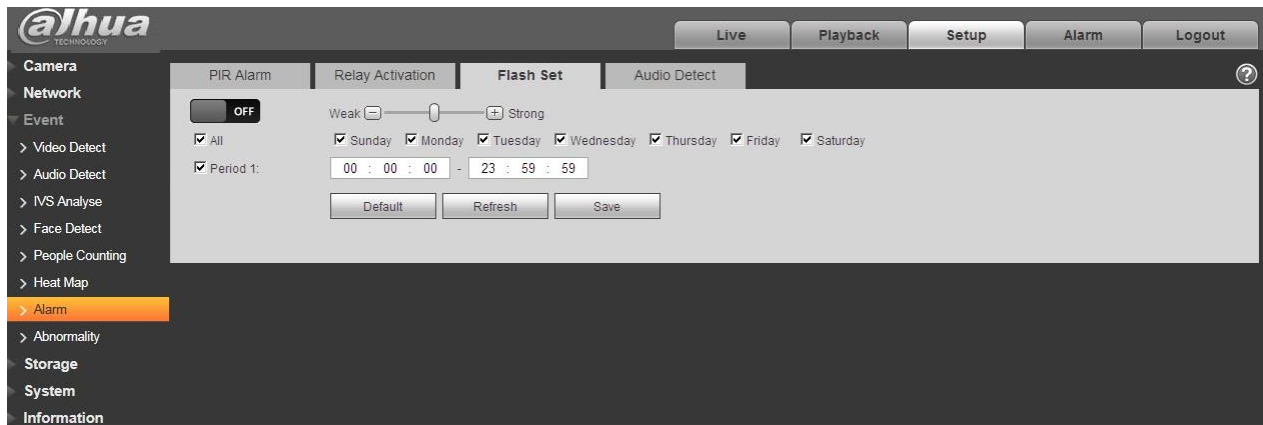 alhua
TECHNOLOGY
Live Playback Setup Alarm Logout
Camera
Network
Event
Video Detect
Audio Detect
IVS Analyse
Face Detect
People Counting
Heat Map
Alarm
Abnormality
Storage
System
Information
PIR Alarm Relay Activation Flash Set Audio Detect
OFF Weak Strong
All Sunday Monday Tuesday Wednesday Thursday Friday Saturday
Period 1: 00 : 00 : 00 - 23 : 59 : 59
Default Refresh Save